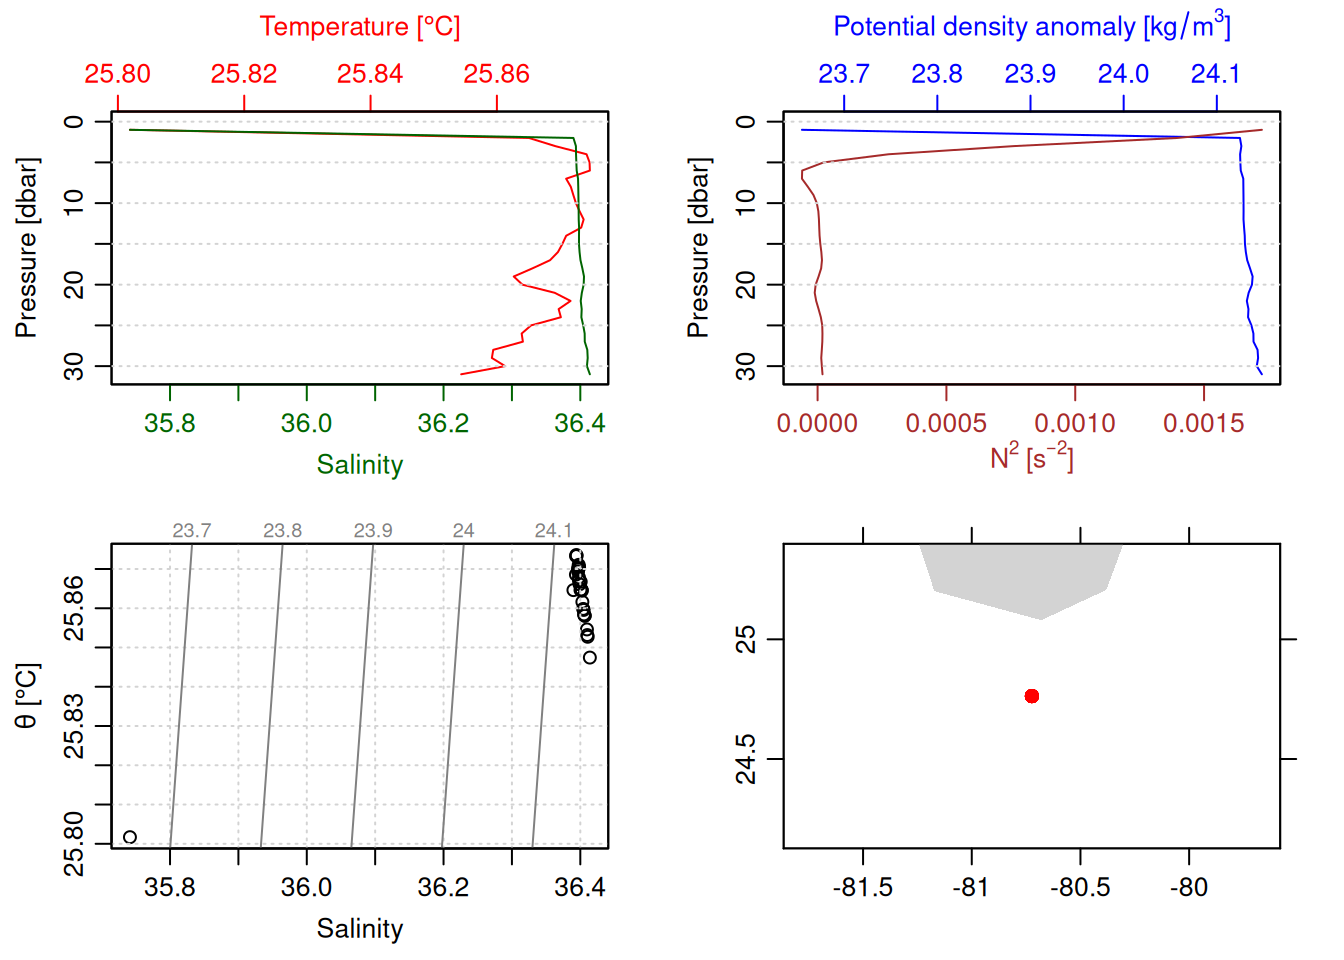 Temperature [°C]
25.80 25.82 25.84 25.86
Pressure [dbar]
0
10
20
30
35.8 36.0 36.2 36.4
Salinity
Potential density anomaly [kg/m³]
23.7 23.8 23.9 24.0 24.1
Pressure [dbar]
0
10
20
30
0.0000 0.0005 0.0010 0.0015
N² [s⁻²]
23.7 23.8 23.9 24 24.1
θ [°C]
25.86
25.83
25.80
35.8 36.0 36.2 36.4
Salinity
25
24.5
-81.5 -81 -80.5 -80